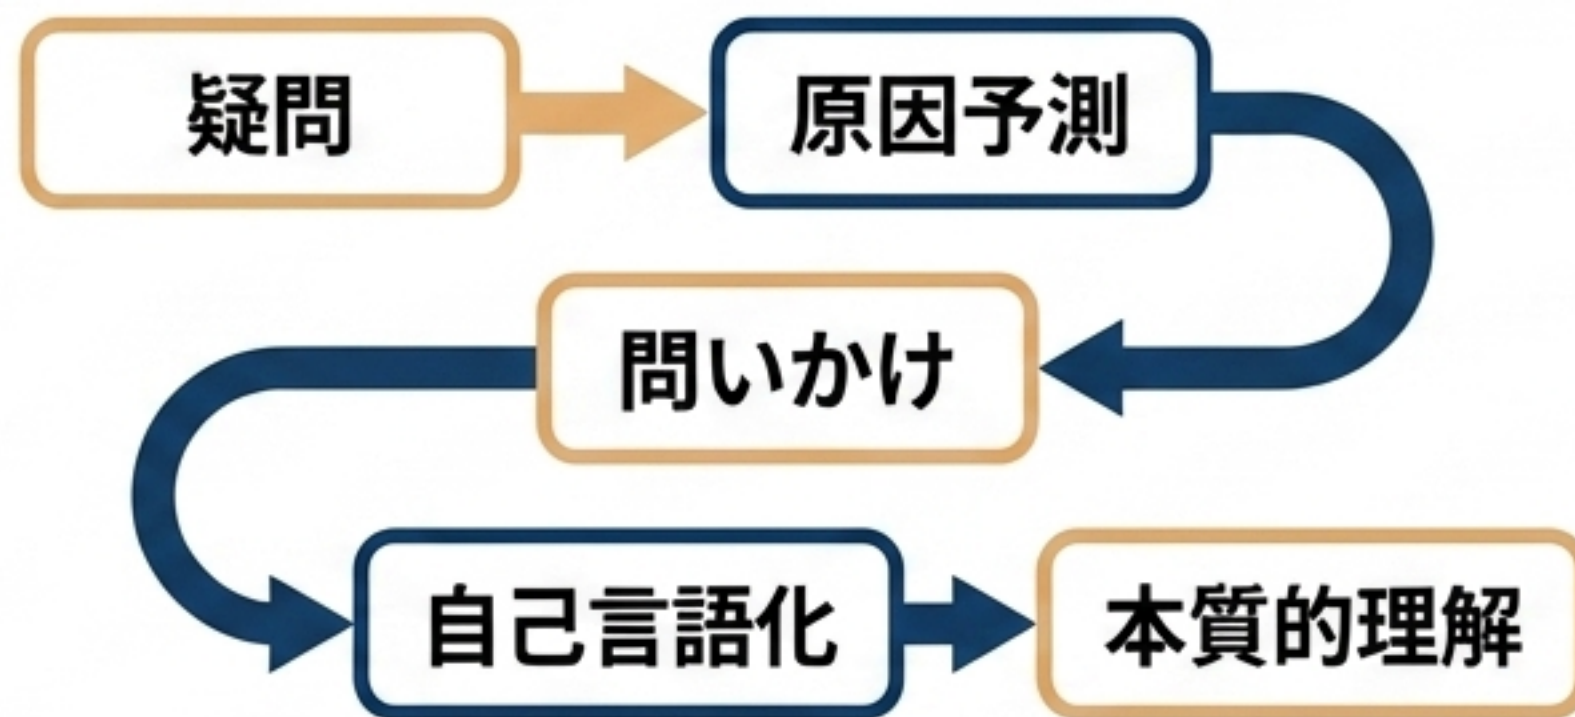 疑問
原因予測
問いかけ
自己言語化
本質的理解